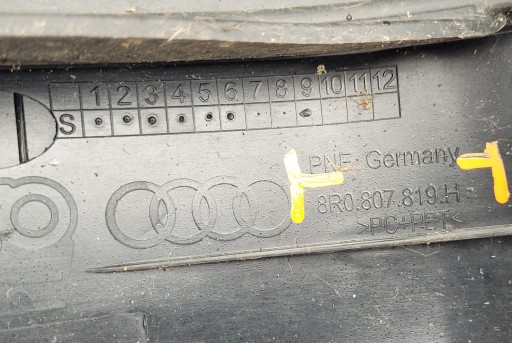 1 2 3 4 5 6 7 8 9 10 11 12
S
PNE Germany
8R0.807.819.H
>PC+PBT<